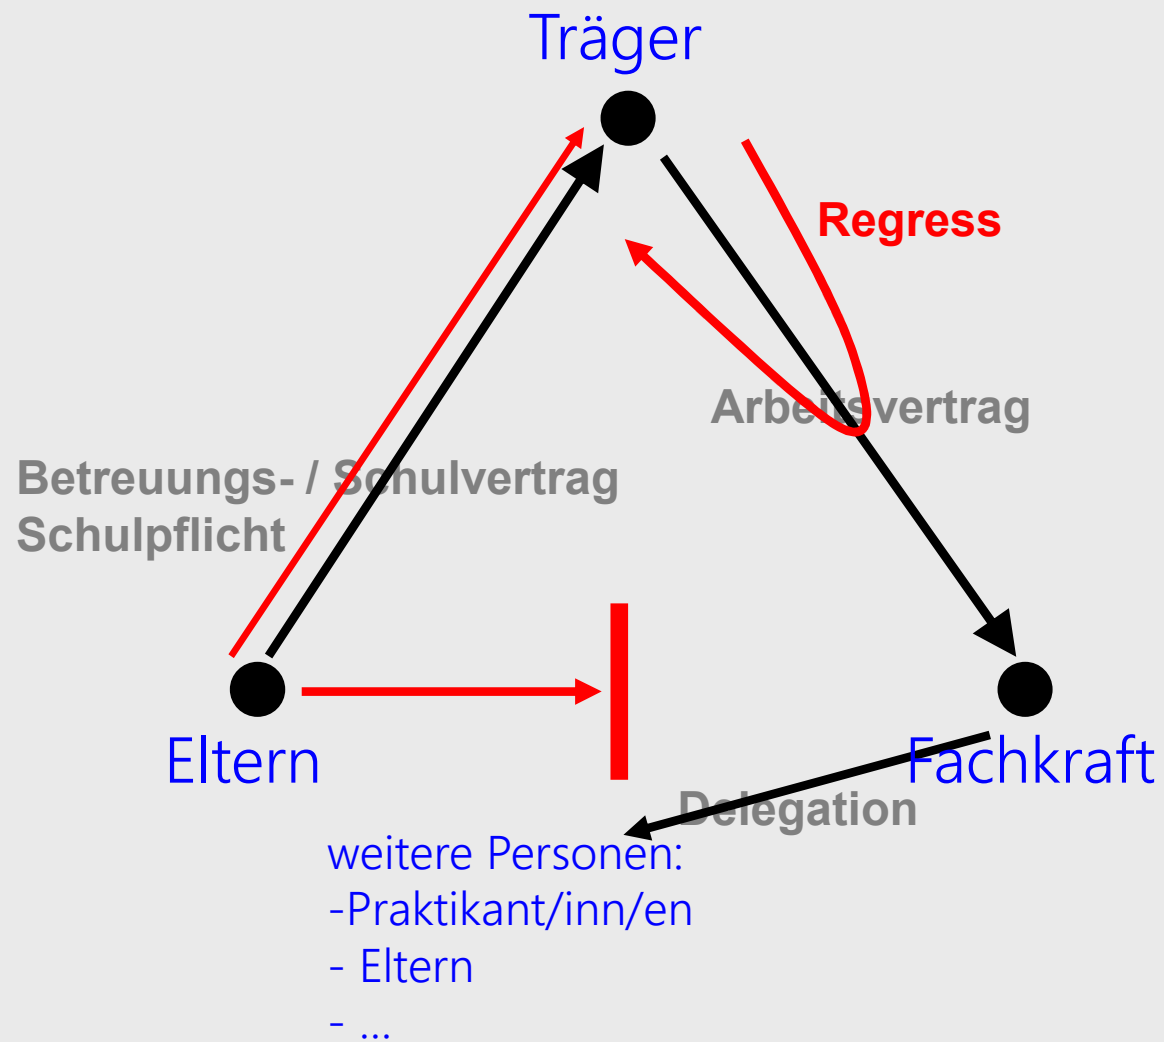 Träger
Regress
Arbeitsvertrag
Betreuungs- / Schulvertrag
Schulpflicht
Eltern
Fachkraft
Delegation
weitere Personen:
-Praktikant/inn/en
- Eltern
- ...